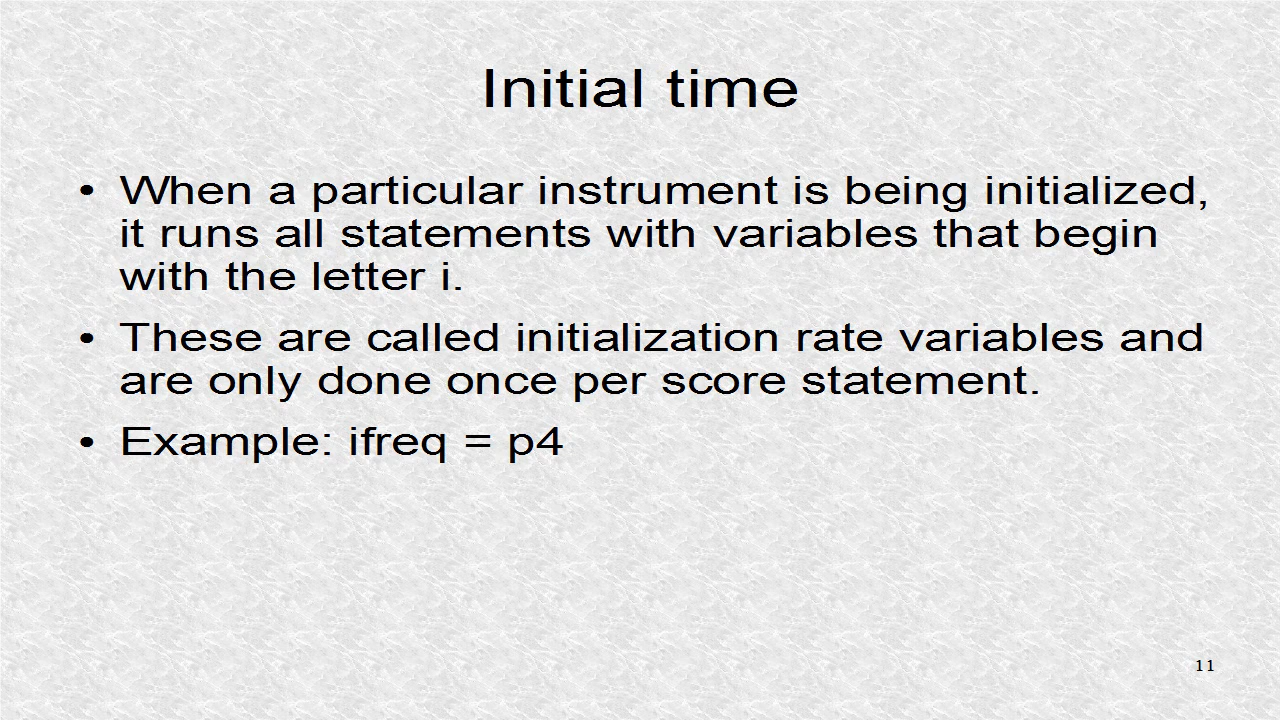 Initial time
• When a particular instrument is being initialized,
it runs all statements with variables that begin
with the letter i.
• These are called initialization rate variables and
are only done once per score statement.
• Example: ifreq = p4
11